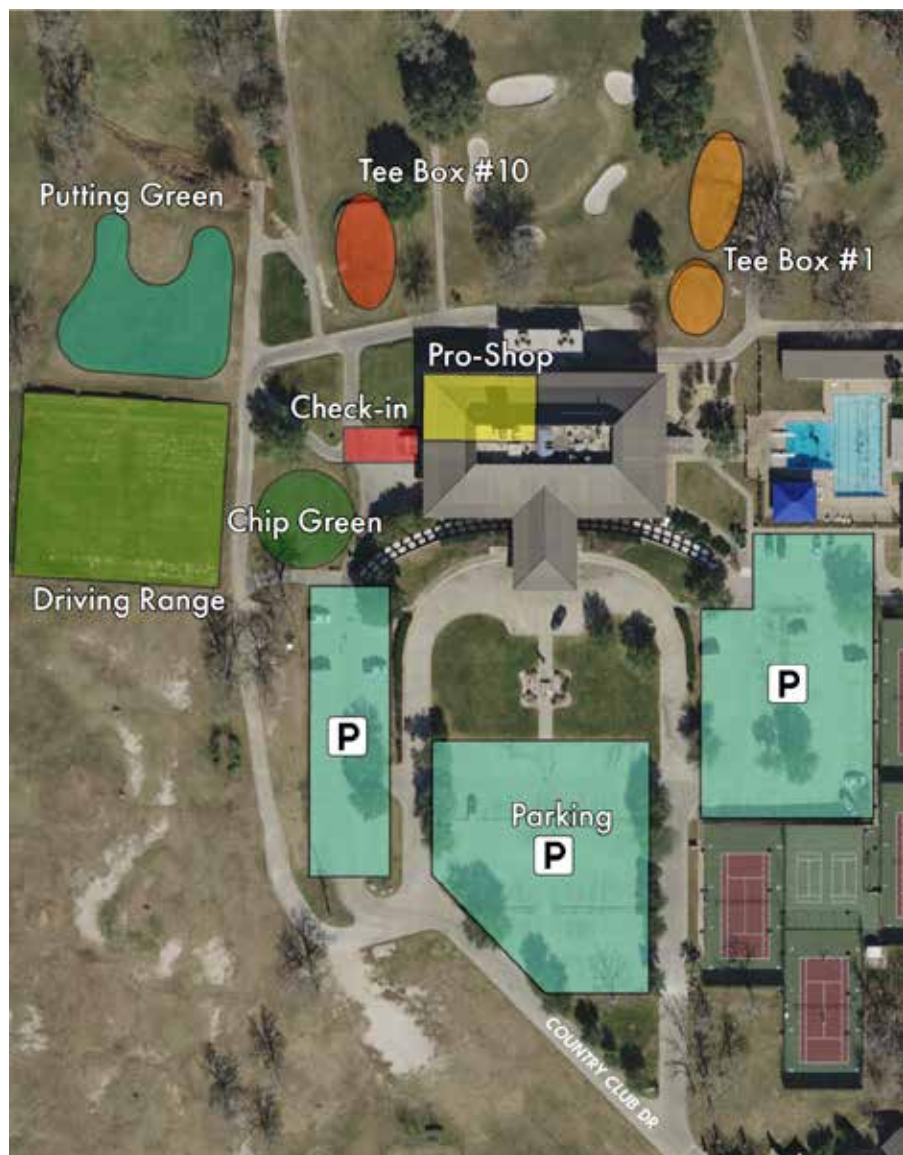 Tee Box #10
Putting Green
Tee Box #1
Pro-Shop
Check-in
Chip Green
Driving Range
P
P
Parking
P
COUNTRY CLUB DR